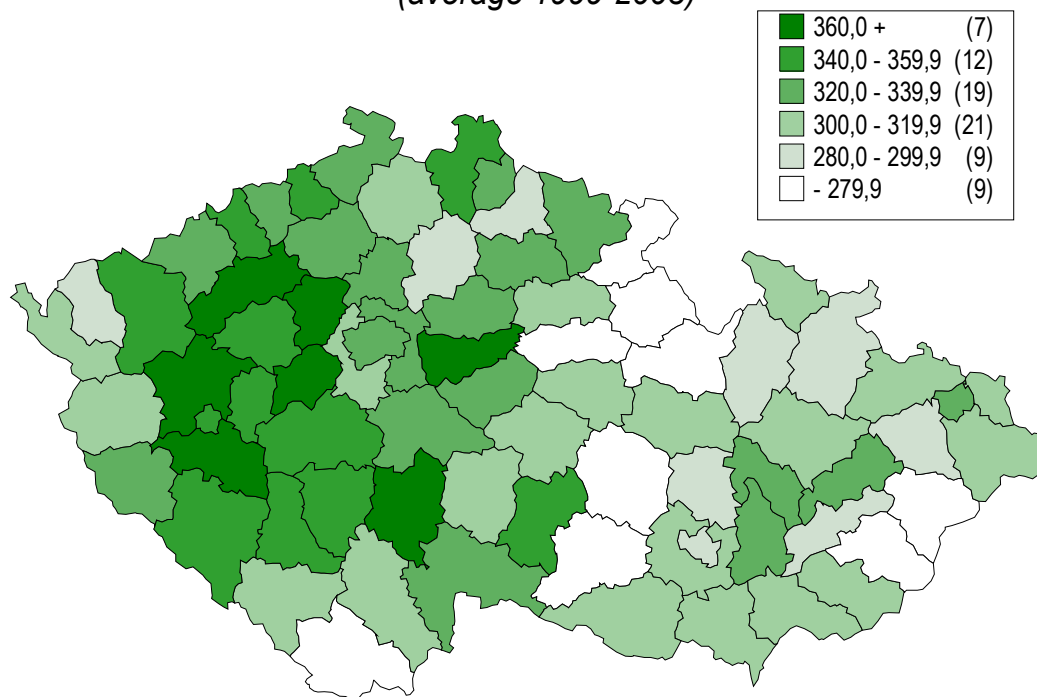 360,0 + (7)
340,0 - 359,9 (12)
320,0 - 339,9 (19)
300,0 - 319,9 (21)
280,0 - 299,9 (9)
- 279,9 (9)